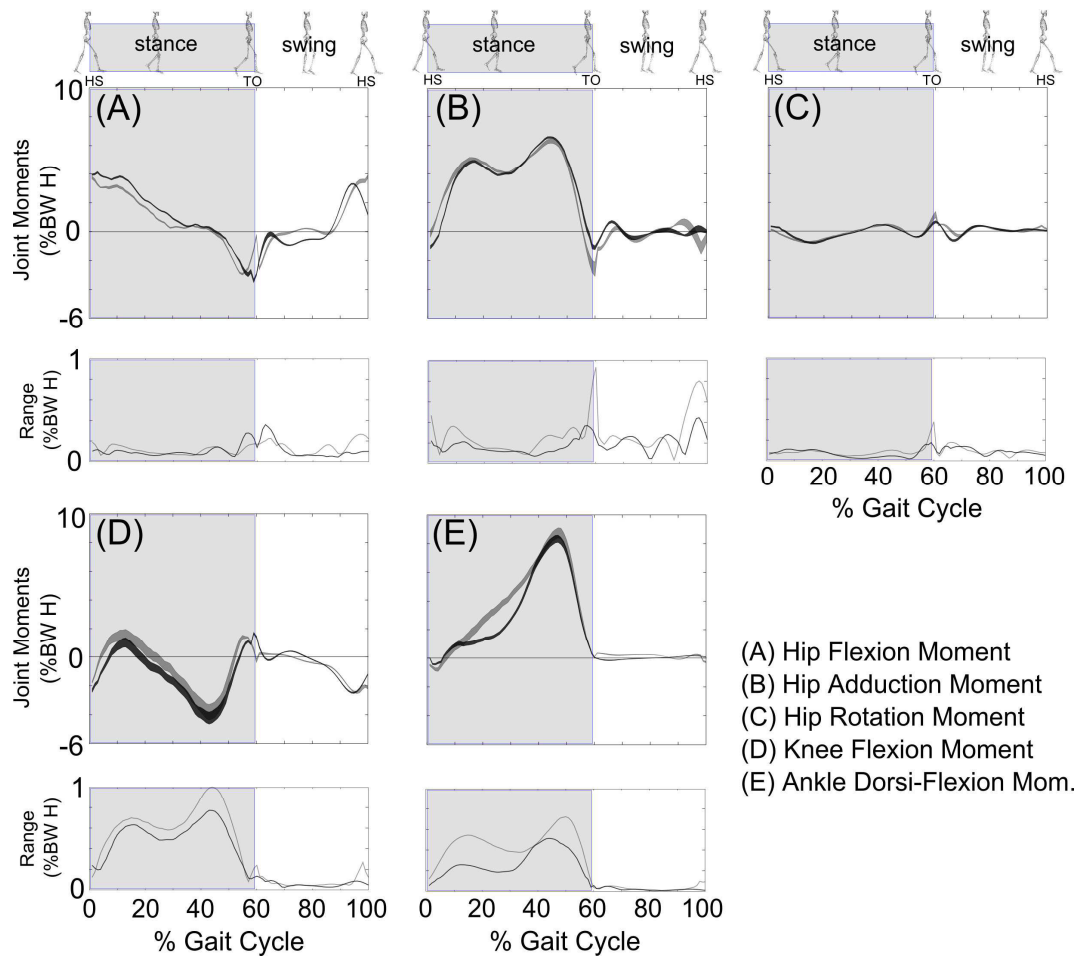 stance swing stance swing stance swing
HS TO HS HS TO HS HS TO HS
10
(A) (B) (C)
Joint Moments
(%BW H)
0
-6
1
Range
(%BW H)
0
0 20 40 60 80 100
% Gait Cycle
10
(D) (E)
Joint Moments
(%BW H)
0
-6
(A) Hip Flexion Moment
(B) Hip Adduction Moment
(C) Hip Rotation Moment
(D) Knee Flexion Moment
(E) Ankle Dorsi-Flexion Mom.
1
Range
(%BW H)
0
0 20 40 60 80 100 0 20 40 60 80 100
% Gait Cycle % Gait Cycle